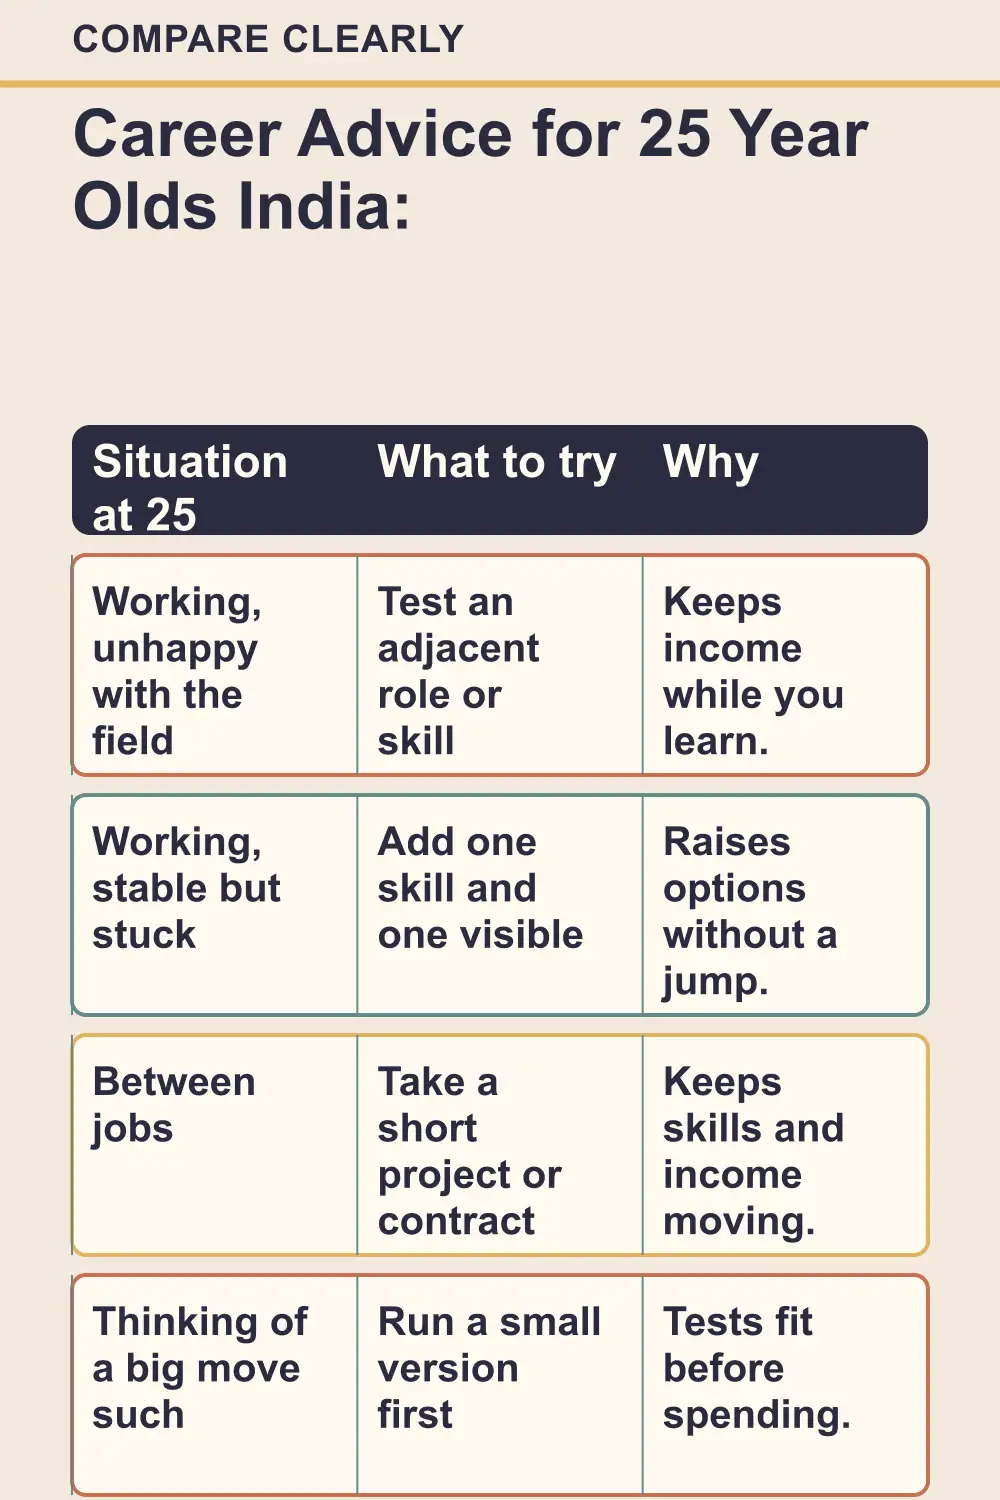 COMPARE CLEARLY
Career Advice for 25 Year
Olds India:
Situation
at 25
What to try
Why
Working,
unhappy
with the
field
Test an
adjacent
role or
skill
Keeps
income
while you
learn.
Working,
stable but
stuck
Add one
skill and
one visible
Raises
options
without a
jump.
Between
jobs
Take a
short
project or
contract
Keeps
skills and
income
moving.
Thinking of
a big move
such
Run a small
version
first
Tests fit
before
spending.